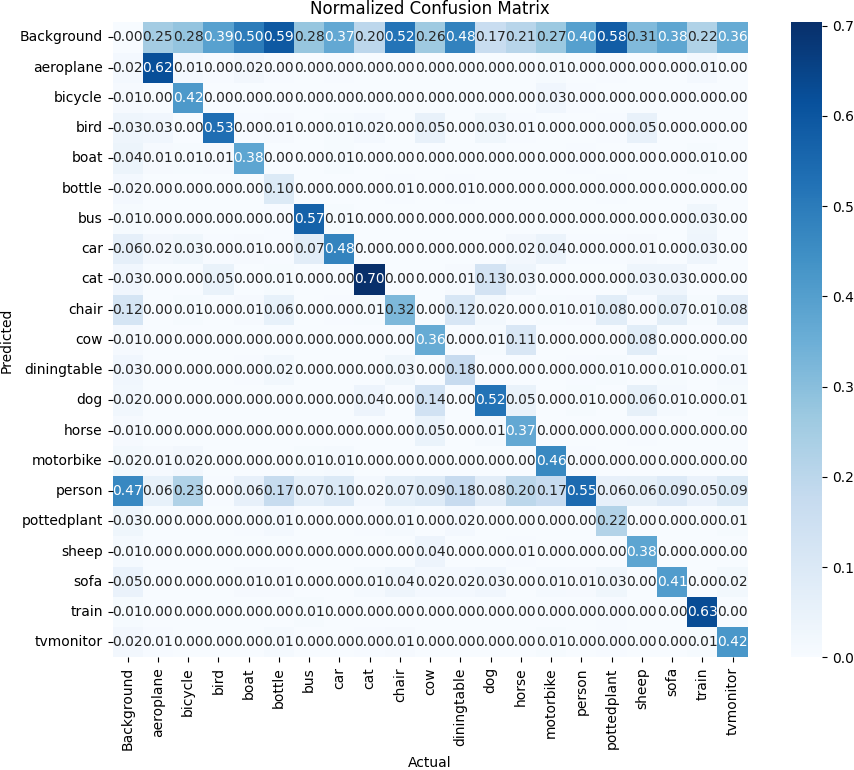 Normalized Confusion Matrix
Background 0.00 0.25 0.28 0.39 0.50 0.59 0.28 0.37 0.20 0.52 0.26 0.48 0.17 0.21 0.27 0.40 0.58 0.31 0.38 0.22 0.36
aeroplane 0.02 0.62 0.01 0.00 0.02 0.00 0.00 0.00 0.00 0.00 0.00 0.00 0.00 0.00 0.01 0.00 0.00 0.00 0.00 0.01 0.00
bicycle 0.01 0.00 0.42 0.00 0.00 0.00 0.00 0.00 0.00 0.00 0.00 0.00 0.00 0.00 0.03 0.00 0.00 0.00 0.00 0.00 0.00
bird 0.03 0.03 0.00 0.53 0.00 0.01 0.00 0.01 0.02 0.00 0.05 0.00 0.03 0.01 0.00 0.00 0.00 0.05 0.00 0.00 0.00
boat 0.04 0.01 0.01 0.01 0.38 0.00 0.00 0.01 0.00 0.00 0.00 0.00 0.00 0.00 0.00 0.00 0.00 0.00 0.00 0.01 0.00
bottle 0.02 0.00 0.00 0.00 0.00 0.10 0.00 0.00 0.00 0.01 0.00 0.01 0.00 0.00 0.00 0.00 0.00 0.00 0.00 0.00 0.00
bus 0.01 0.00 0.00 0.00 0.00 0.00 0.57 0.01 0.00 0.00 0.00 0.00 0.00 0.00 0.00 0.00 0.00 0.00 0.00 0.03 0.00
car 0.06 0.02 0.03 0.00 0.01 0.00 0.07 0.48 0.00 0.00 0.00 0.00 0.00 0.02 0.04 0.00 0.00 0.01 0.00 0.03 0.00
cat 0.03 0.00 0.00 0.05 0.00 0.01 0.00 0.00 0.70 0.00 0.00 0.01 0.13 0.03 0.00 0.00 0.00 0.03 0.03 0.00 0.00
chair 0.12 0.00 0.01 0.00 0.01 0.06 0.00 0.00 0.01 0.32 0.00 0.12 0.02 0.00 0.01 0.01 0.08 0.00 0.07 0.01 0.08
cow 0.01 0.00 0.00 0.00 0.00 0.00 0.00 0.00 0.00 0.00 0.36 0.00 0.01 0.11 0.00 0.00 0.00 0.08 0.00 0.00 0.00
diningtable 0.03 0.00 0.00 0.00 0.00 0.02 0.00 0.00 0.00 0.03 0.00 0.18 0.00 0.00 0.00 0.00 0.01 0.00 0.01 0.00 0.01
dog 0.02 0.00 0.00 0.00 0.00 0.00 0.00 0.00 0.04 0.00 0.14 0.00 0.52 0.05 0.00 0.01 0.00 0.06 0.01 0.00 0.01
horse 0.01 0.00 0.00 0.00 0.00 0.00 0.00 0.00 0.00 0.00 0.05 0.00 0.01 0.37 0.00 0.00 0.00 0.00 0.00 0.00 0.00
motorbike 0.02 0.01 0.02 0.00 0.00 0.00 0.01 0.01 0.00 0.00 0.00 0.00 0.00 0.00 0.46 0.00 0.00 0.00 0.00 0.00 0.00
person 0.47 0.06 0.23 0.00 0.06 0.17 0.07 0.10 0.02 0.07 0.09 0.18 0.08 0.20 0.17 0.55 0.06 0.06 0.09 0.05 0.09
pottedplant 0.03 0.00 0.00 0.00 0.00 0.01 0.00 0.00 0.00 0.01 0.00 0.02 0.00 0.00 0.00 0.00 0.22 0.00 0.00 0.00 0.01
sheep 0.01 0.00 0.00 0.00 0.00 0.00 0.00 0.00 0.00 0.00 0.04 0.00 0.00 0.01 0.00 0.00 0.00 0.38 0.00 0.00 0.00
sofa 0.05 0.00 0.00 0.00 0.01 0.01 0.00 0.00 0.01 0.04 0.02 0.02 0.03 0.00 0.01 0.01 0.03 0.00 0.41 0.00 0.02
train 0.01 0.00 0.00 0.00 0.00 0.00 0.01 0.00 0.00 0.00 0.00 0.00 0.00 0.00 0.00 0.00 0.00 0.00 0.00 0.63 0.00
tvmonitor 0.02 0.01 0.00 0.00 0.00 0.01 0.00 0.00 0.00 0.01 0.00 0.00 0.00 0.00 0.01 0.00 0.00 0.00 0.00 0.01 0.42
Predicted
Background aeroplane bicycle bird boat bottle bus car cat chair cow diningtable dog horse motorbike person pottedplant sheep sofa train tvmonitor
Actual
0.7
0.6
0.5
0.4
0.3
0.2
0.1
0.0